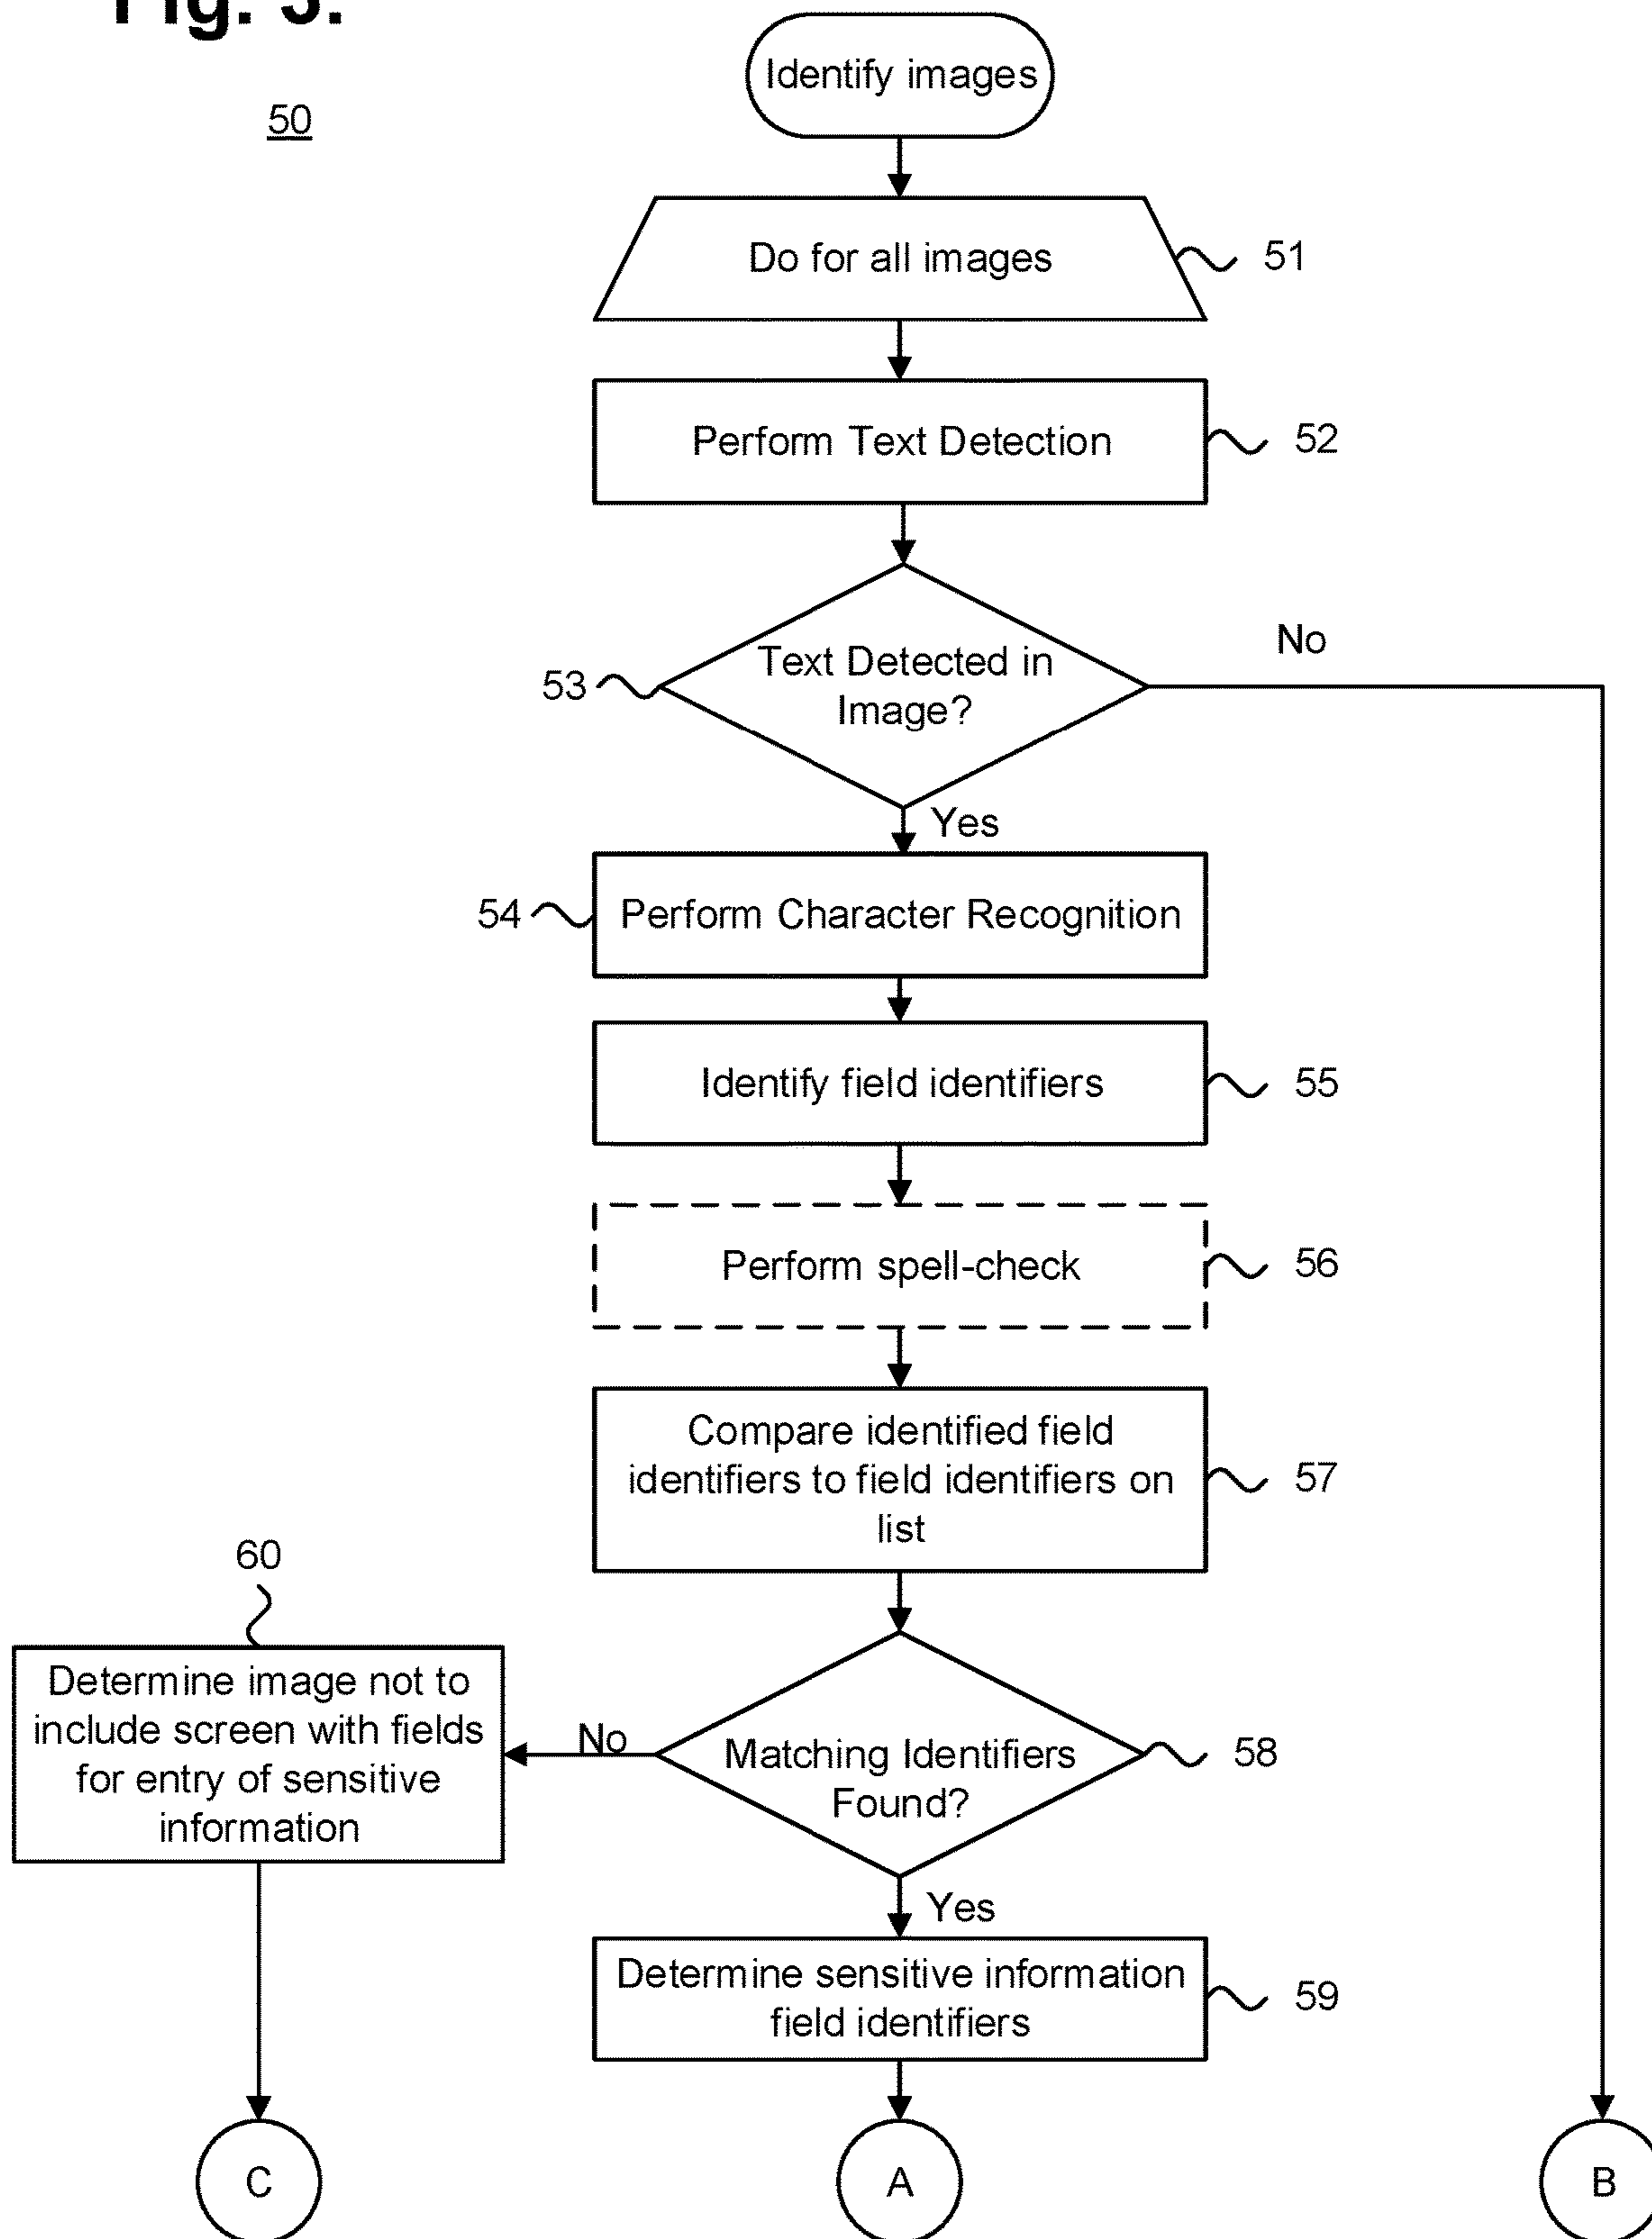 Fig. 3.
50
Identify images
Do for all images
51
Perform Text Detection
52
Text Detected in
Image?
53
No
Yes
54
Perform Character Recognition
Identify field identifiers
55
Perform spell-check
56
Compare identified field
identifiers to field identifiers on
list
57
60
Determine image not to
include screen with fields
for entry of sensitive
information
No
Matching Identifiers
Found?
58
Yes
Determine sensitive information
field identifiers
59
C
A
B